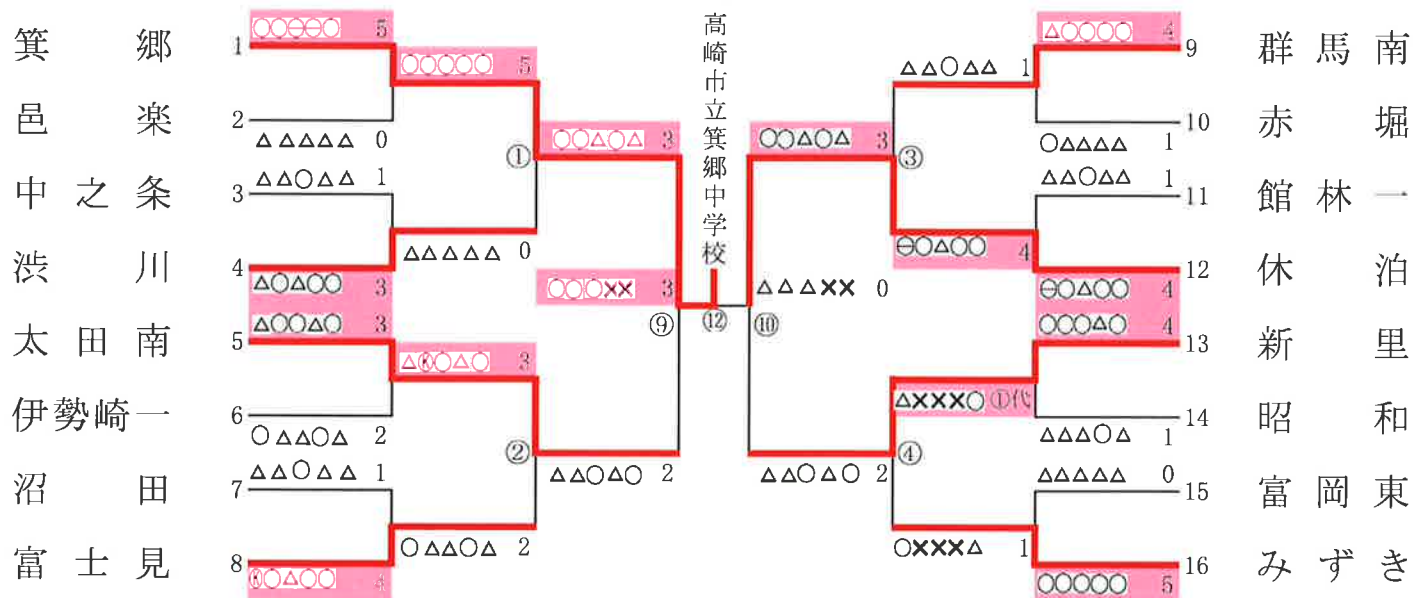 箕郷
1
○○⊖⊖○ 5
邑楽
2
△△△△△ 0
中之条
3
△△○△△ 1
渋川
4
△○△○○ 3
太田南
5
△○○△○ 3
伊勢崎一
6
○△△○△ 2
沼田
7
△△○△△ 1
富士見
8
Ⓚ○△○○ 4
○○○○○ 5
①
△△△△△ 0
△Ⓚ○△○ 3
②
○△△○△ 2
○○△○△ 3
○○○×× 3
⑨
△△○△○ 2
高崎市立箕郷中学校
⑫
○○△○△ 3
△△△×× 0
⑩
△△○△○ 2
△△○△△ 1
③
⊖○△○○ 4
△×××○ ①代
④
○×××△ 1
△○○○○ 4
9
群馬南
10
赤堀
○△△△△ 1
△△○△△ 1
11
館林一
12
休泊
⊖○△○○ 4
○○○△○ 4
13
新里
14
昭和
△△△○△ 1
△△△△△ 0
15
富岡東
16
みずき
○○○○○ 5